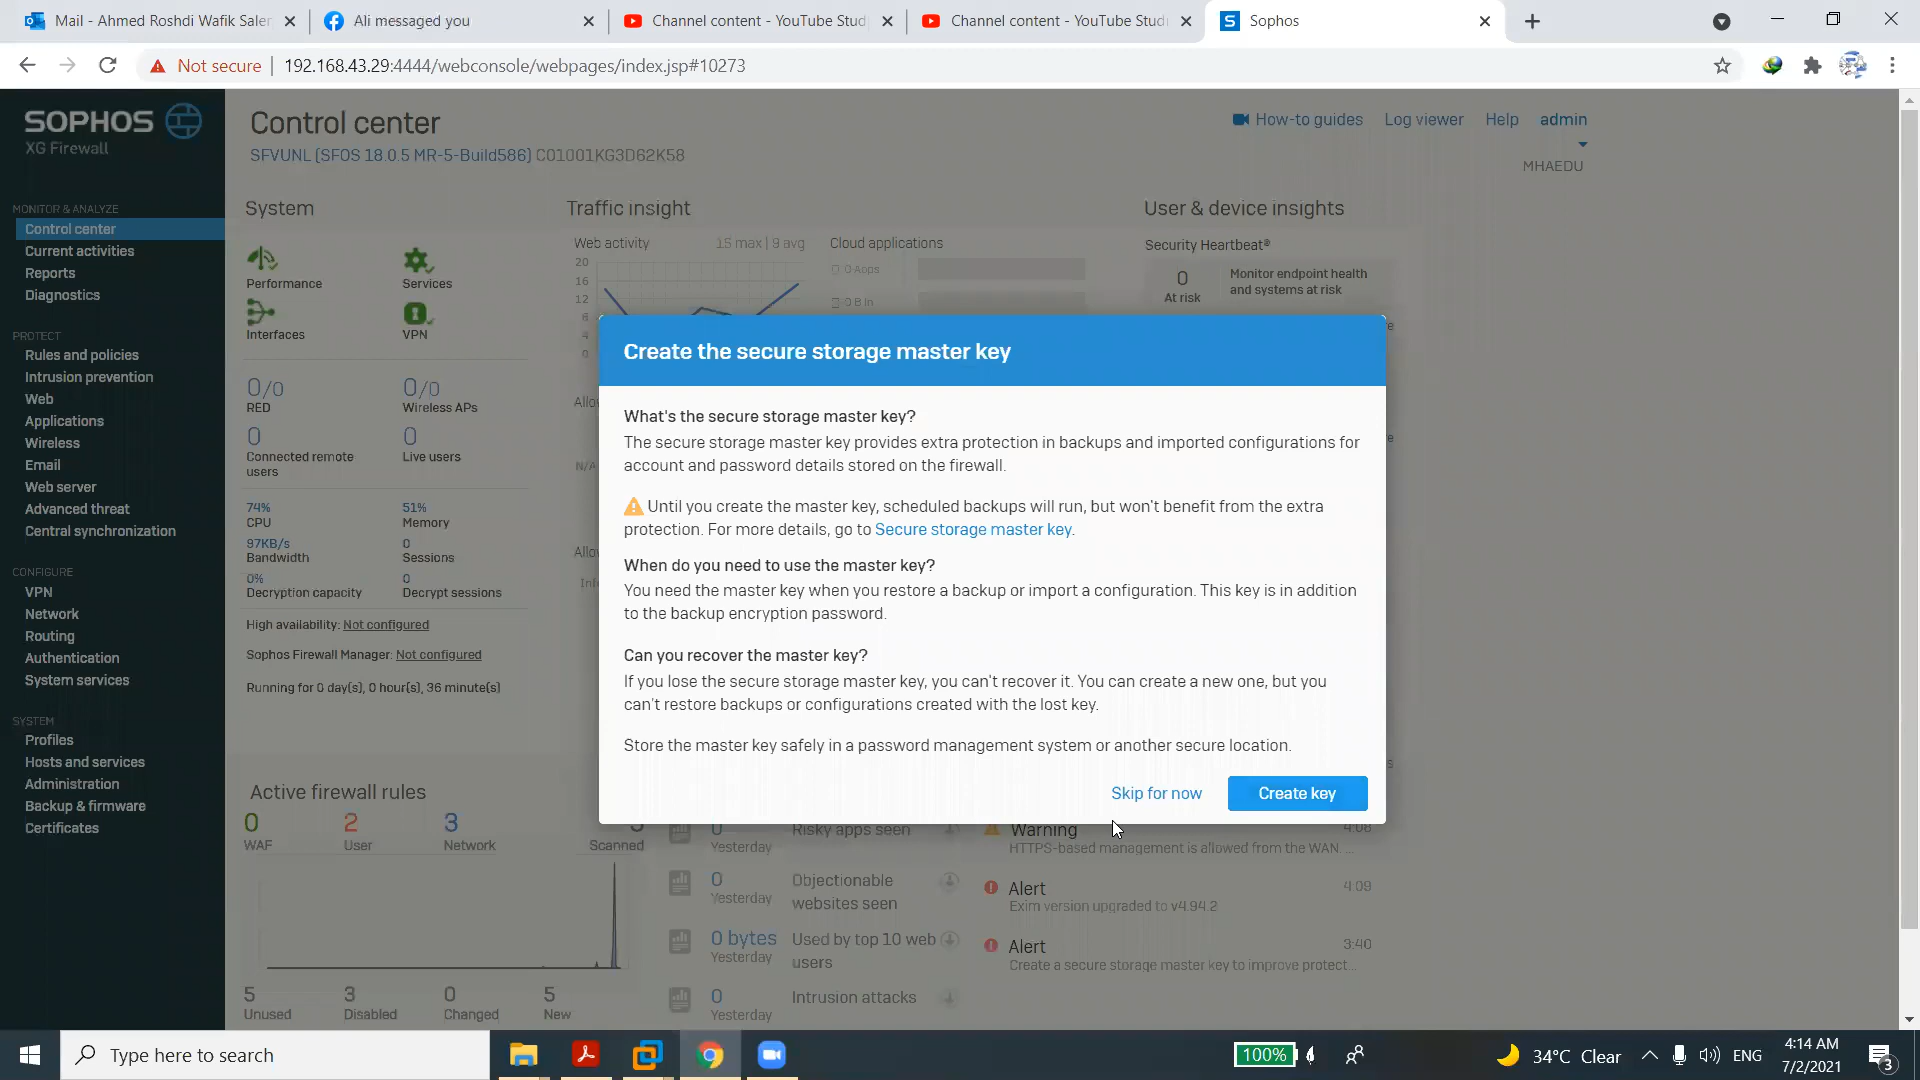 Mail - Ahmed Roshdi Wafik Saler
Ali messaged you
Channel content - YouTube Stud
Channel content - YouTube Stud
Sophos
Not secure
192.168.43.29:4444/webconsole/webpages/index.jsp#10273
SOPHOS
XG Firewall
Control center
SFVUNL (SFOS 18.0.5 MR-5-Build586) C01001KG3D62K58
How-to guides
Log viewer
Help
admin
MHAEDU
MONITOR & ANALYZE
Control center
Current activities
Reports
Diagnostics
PROTECT
Rules and policies
Intrusion prevention
Web
Applications
Wireless
Email
Web server
Advanced threat
Central synchronization
CONFIGURE
VPN
Network
Routing
Authentication
System services
SYSTEM
Profiles
Hosts and services
Administration
Backup & firmware
Certificates
System
Performance
Services
Interfaces
VPN
0/0
RED
0/0
Wireless APs
0
Connected remote
users
0
Live users
74%
CPU
51%
Memory
97KB/s
Bandwidth
0
Sessions
0%
Decryption capacity
0
Decrypt sessions
High availability: Not configured
Sophos Firewall Manager: Not configured
Running for 0 day(s), 0 hour(s), 36 minute(s)
Traffic insight
Web activity
15 max | 9 avg
20
16
12
8
4
0
Cloud applications
0 Apps
0 B In
User & device insights
Security Heartbeat®
0
At risk
Monitor endpoint health
and systems at risk
Create the secure storage master key
What's the secure storage master key?
The secure storage master key provides extra protection in backups and imported configurations for
account and password details stored on the firewall.
Until you create the master key, scheduled backups will run, but won't benefit from the extra
protection. For more details, go to Secure storage master key.
When do you need to use the master key?
You need the master key when you restore a backup or import a configuration. This key is in addition
to the backup encryption password.
Can you recover the master key?
If you lose the secure storage master key, you can't recover it. You can create a new one, but you
can't restore backups or configurations created with the lost key.
Store the master key safely in a password management system or another secure location.
Skip for now
Create key
Active firewall rules
0
WAF
2
User
3
Network
Scanned
5
Unused
3
Disabled
0
Changed
5
New
0
Yesterday
Risky apps seen
0
Yesterday
Objectionable
websites seen
0 bytes
Yesterday
Used by top 10 web
users
0
Yesterday
Intrusion attacks
Warning
4:08
HTTPS-based management is allowed from the WAN. ...
Alert
4:09
Exim version upgraded to v4.94.2
Alert
3:40
Create a secure storage master key to improve protect...
Type here to search
100%
34°C Clear
ENG
4:14 AM
7/2/2021
3